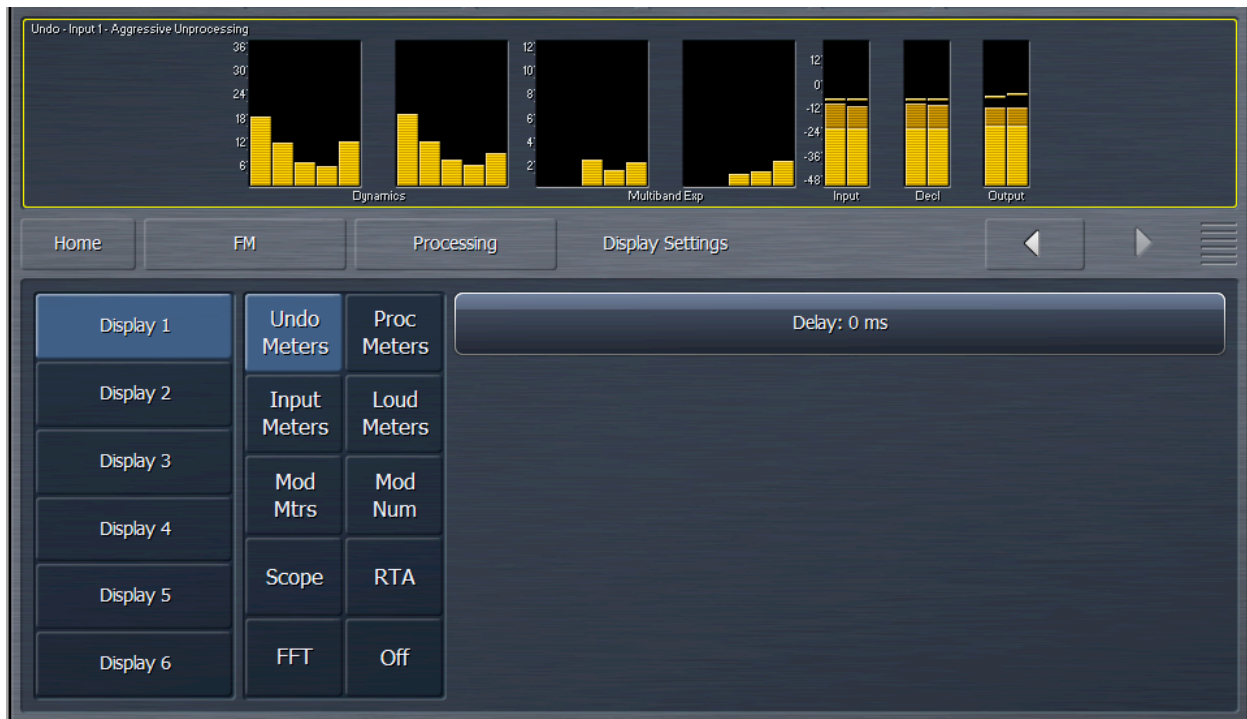 Undo - Input 1 - Aggressive Unprocessing
36
30
24
18
12
6
Dynamics
12
10
8
6
4
2
Multiband Exp
12
0
-12
-24
-36
-48
Input
Decl
Output
Home
FM
Processing
Display Settings
Display 1
Display 2
Display 3
Display 4
Display 5
Display 6
Undo
Meters
Proc
Meters
Input
Meters
Loud
Meters
Mod
Mtrs
Mod
Num
Scope
RTA
FFT
Off
Delay: 0 ms